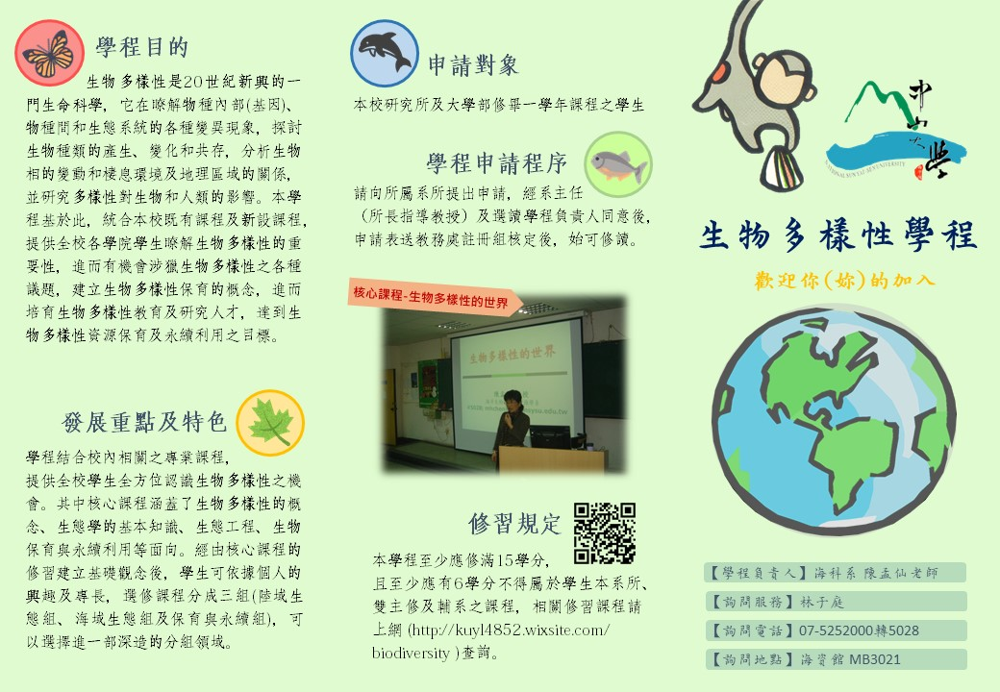 學程目的
生物多樣性是20世紀新興的一
門生命科學，它在瞭解物種內部(基因)、
物種間和生態系統的各種變異現象，探討
生物種類的產生、變化和共存，分析生物
相的變動和棲息環境及地理區域的關係，
並研究多樣性對生物和人類的影響。本學
程基於此，統合本校既有課程及新設課程，
提供全校各學院學生瞭解生物多樣性的重
要性，進而有機會涉獵生物多樣性之各種
議題，建立生物多樣性保育的概念，進而
培育生物多樣性教育及研究人才，達到生
物多樣性資源保育及永續利用之目標。
發展重點及特色
學程結合校內相關之專業課程，
提供全校學生全方位認識生物多樣性之機
會。其中核心課程涵蓋了生物多樣性的概
念、生態學的基本知識、生態工程、生物
保育與永續利用等面向。經由核心課程的
修習建立基礎觀念後，學生可依據個人的
興趣及專長，選修課程分成三組(陸域生
態組、海域生態組及保育與永續組)，可
以選擇進一部深造的分組領域。
申請對象
本校研究所及大學部修畢一學年課程之學生
學程申請程序
請向所屬系所提出申請，經系主任
（所長指導教授）及選讀學程負責人同意後，
申請表送教務處註冊組核定後，始可修讀。
核心課程-生物多樣性的世界
生物多樣性的世界
修習規定
本學程至少應修滿15學分，
且至少應有6學分不得屬於學生本系所、
雙主修及輔系之課程，相關修習課程請
上網 (http://kuyl4852.wixsite.com/
biodiversity )查詢。
中山大學
NATIONAL SUN YAT-SEN UNIVERSITY
生物多樣性學程
歡迎你(妳)的加入
【學程負責人】海科系 陳孟仙老師
【詢問服務】林于庭
【詢問電話】07-5252000轉5028
【詢問地點】海資館 MB3021